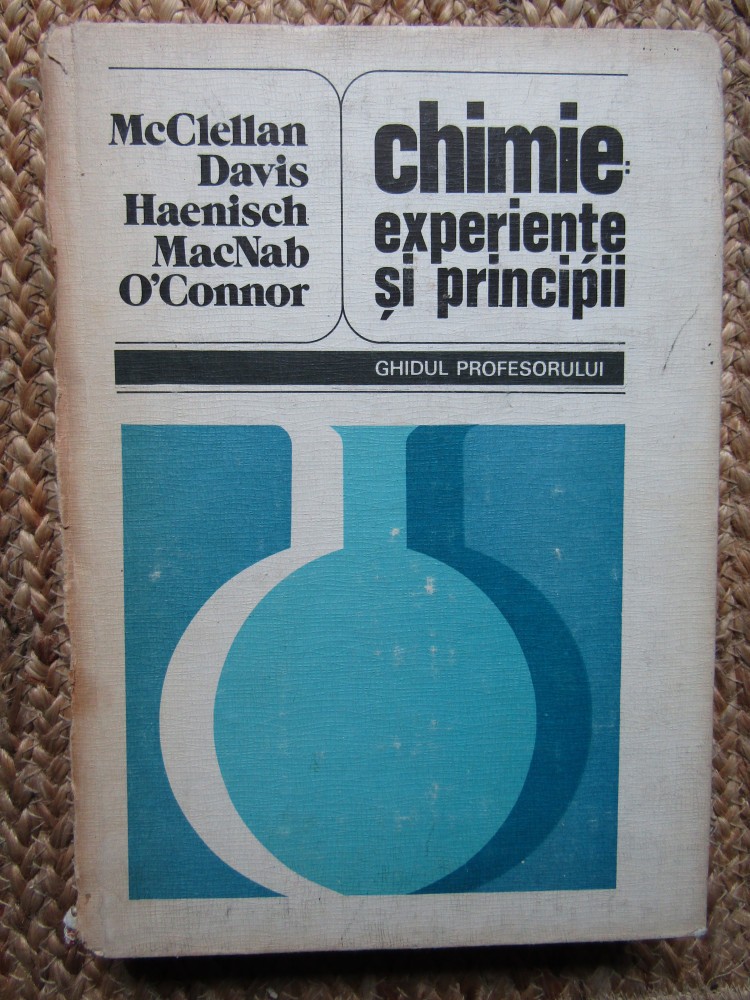 McClellan
Davis
Haenisch
MacNab
O'Connor
chimie:
experiențe
și principii
GHIDUL PROFESORULUI